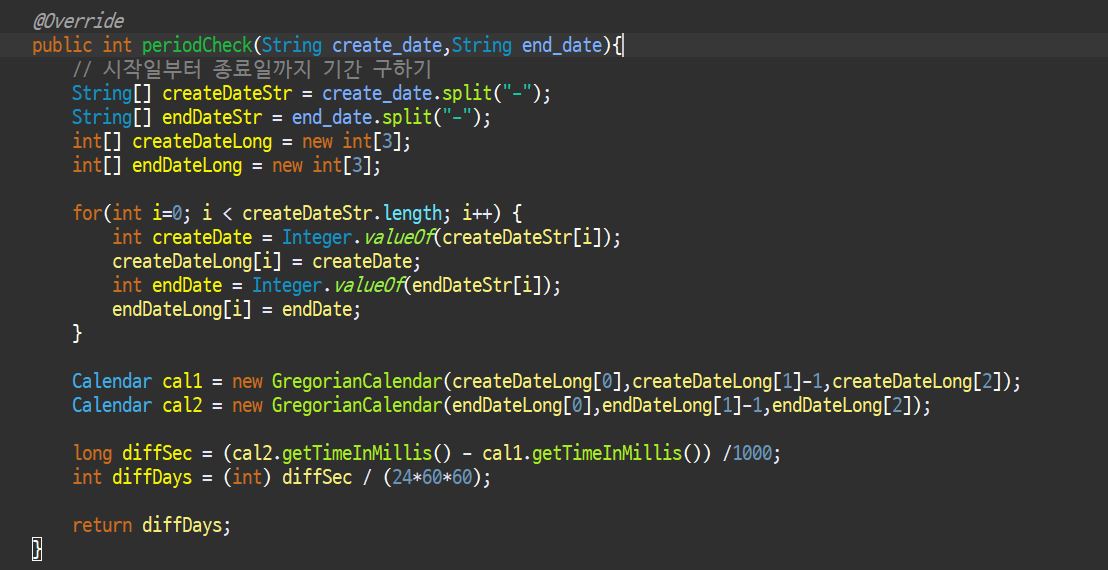 @Override
public int periodCheck(String create_date,String end_date){
// 시작일부터 종료일까지 기간 구하기
String[] createDateStr = create_date.split("-");
String[] endDateStr = end_date.split("-");
int[] createDateLong = new int[3];
int[] endDateLong = new int[3];
for(int i=0; i < createDateStr.length; i++) {
int createDate = Integer.valueOf(createDateStr[i]);
createDateLong[i] = createDate;
int endDate = Integer.valueOf(endDateStr[i]);
endDateLong[i] = endDate;
}
Calendar cal1 = new GregorianCalendar(createDateLong[0],createDateLong[1]-1,createDateLong[2]);
Calendar cal2 = new GregorianCalendar(endDateLong[0],endDateLong[1]-1,endDateLong[2]);
long diffSec = (cal2.getTimeInMillis() - cal1.getTimeInMillis()) /1000;
int diffDays = (int) diffSec / (24*60*60);
return diffDays;
}